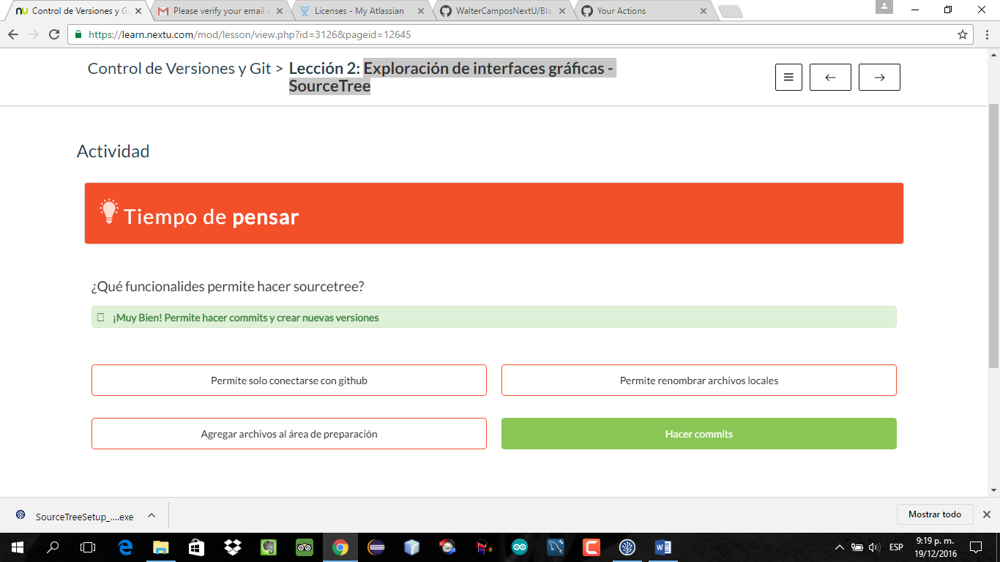 Control de Versiones y G
Please verify your email a
Licenses - My Atlassian
WalterCamposNextU/Bla
Your Actions
https://learn.nextu.com/mod/lesson/view.php?id=3126&pageid=12645
Control de Versiones y Git > Lección 2: Exploración de interfaces gráficas -
SourceTree
Actividad
Tiempo de pensar
¿Qué funcionalides permite hacer sourcetree?
¡Muy Bien! Permite hacer commits y crear nuevas versiones
Permite solo conectarse con github
Permite renombrar archivos locales
Agregar archivos al área de preparación
Hacer commits
SourceTreeSetup_....exe
Mostrar todo
ESP
9:19 p. m.
19/12/2016